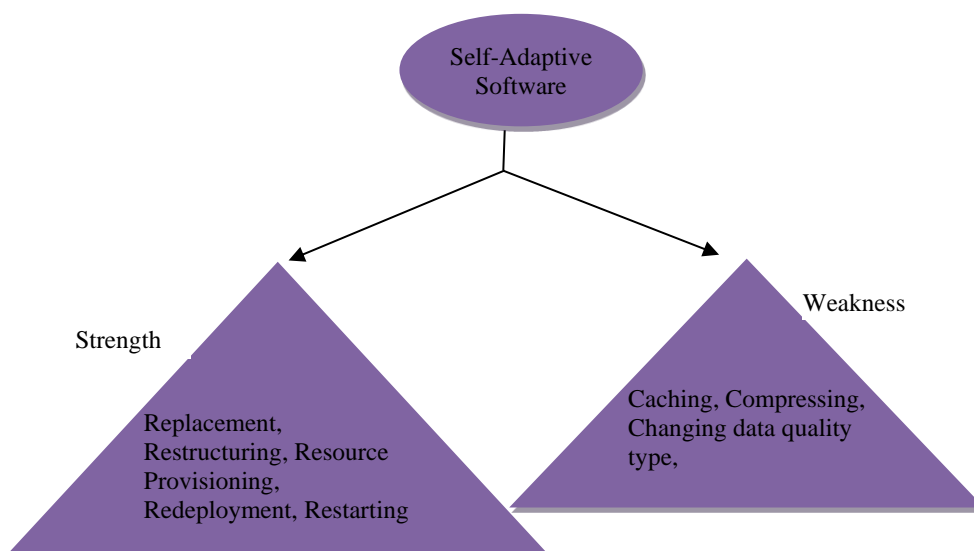 Self-Adaptive
Software
Strength
Replacement,
Restructuring, Resource
Provisioning,
Redeployment, Restarting
Weakness
Caching, Compressing,
Changing data quality
type,